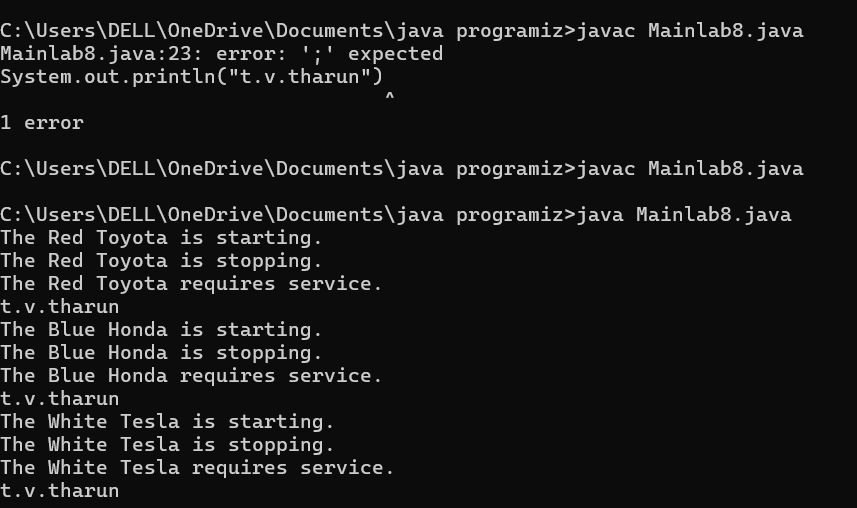 C:\Users\DELL\OneDrive\Documents\java programiz>javac Mainlab8.java
Mainlab8.java:23: error: ';' expected
System.out.println("t.v.tharun")
^
1 error
C:\Users\DELL\OneDrive\Documents\java programiz>javac Mainlab8.java
C:\Users\DELL\OneDrive\Documents\java programiz>java Mainlab8.java
The Red Toyota is starting.
The Red Toyota is stopping.
The Red Toyota requires service.
t.v.tharun
The Blue Honda is starting.
The Blue Honda is stopping.
The Blue Honda requires service.
t.v.tharun
The White Tesla is starting.
The White Tesla is stopping.
The White Tesla requires service.
t.v.tharun